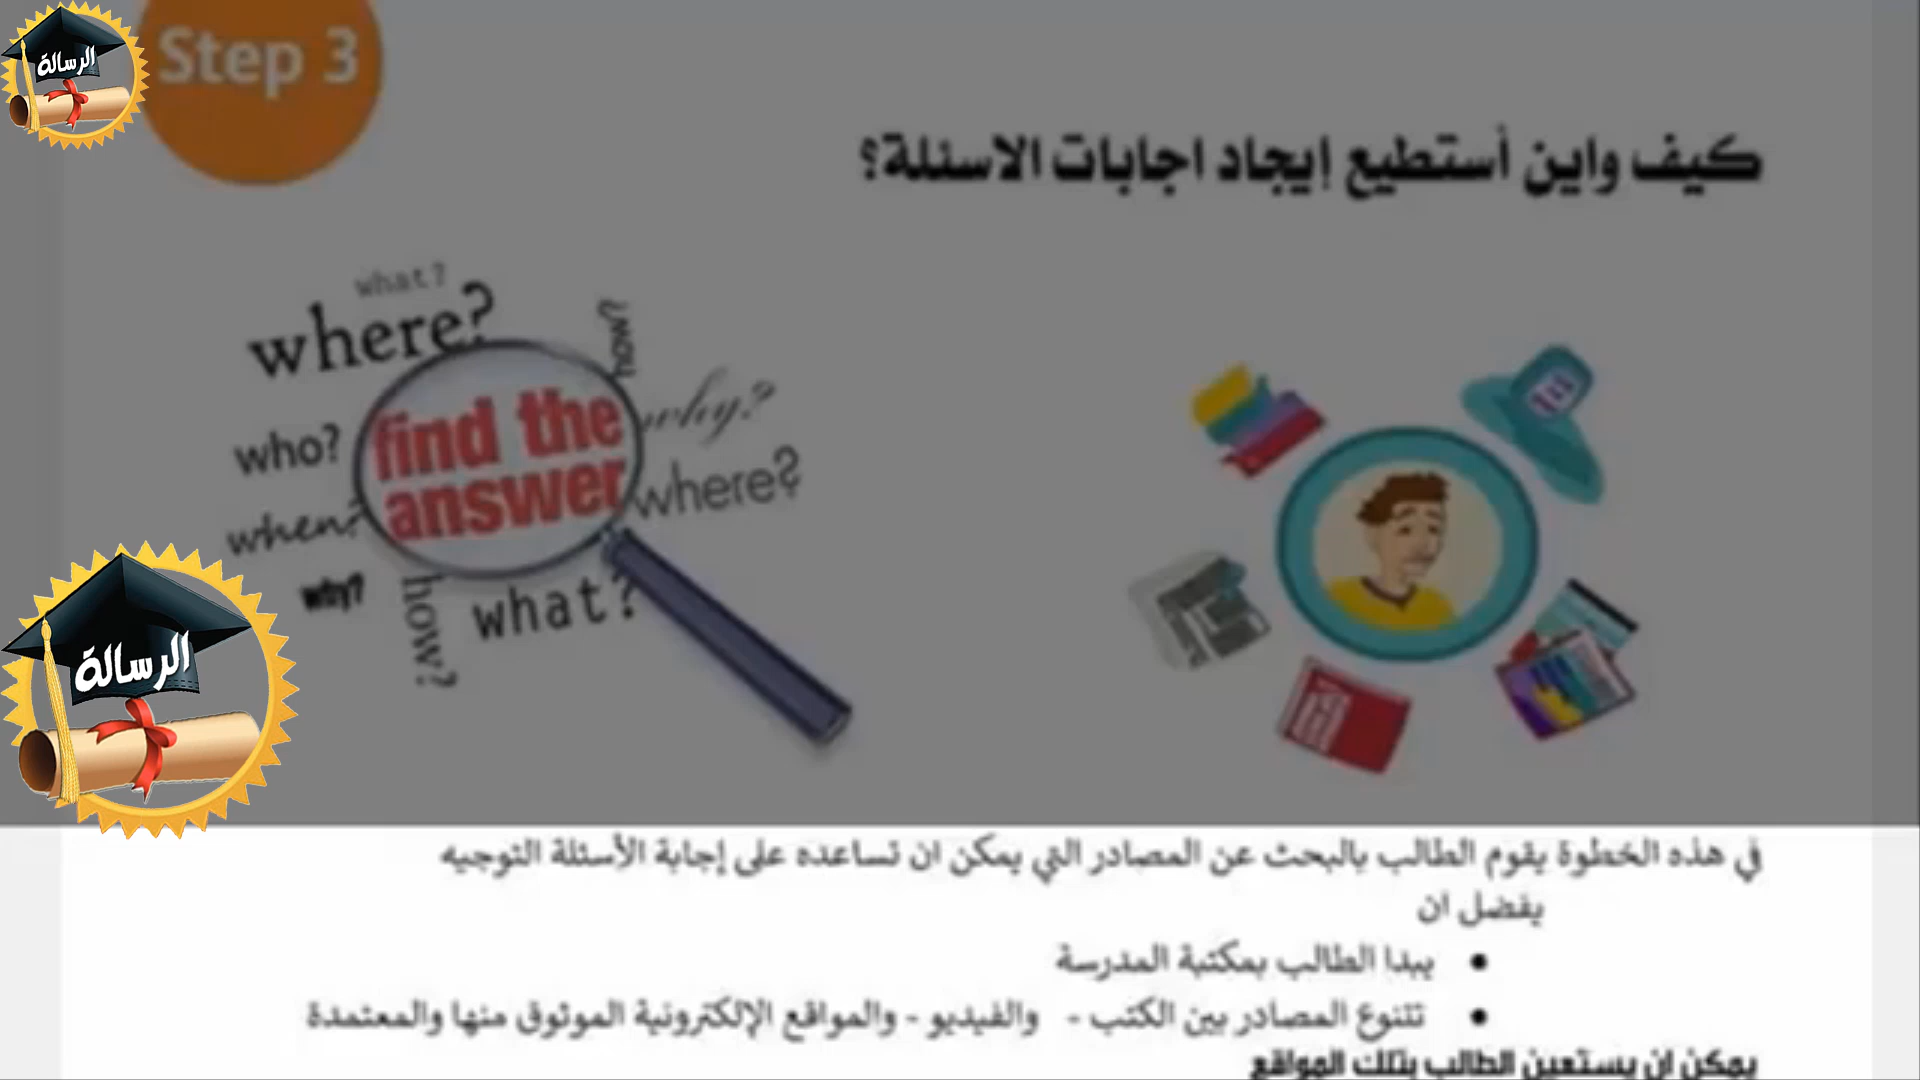 الرسالة
Step 3
كيف واين أستطيع إيجاد اجابات الاسئلة؟
what?
where?
how?
find the
answer
why?
who?
where?
when?
why?
how?
what?
الرسالة
في هذه الخطوة يقوم الطالب بالبحث عن المصادر التي يمكن ان تساعده على إجابة الأسئلة التوجيه
يفضل ان
• يبدا الطالب بمكتبة المدرسة
• تتنوع المصادر بين الكتب - والفيديو - والمواقع الإلكترونية الموثوق منها والمعتمدة
يمكن ان يستعين الطالب بتلك المواقع